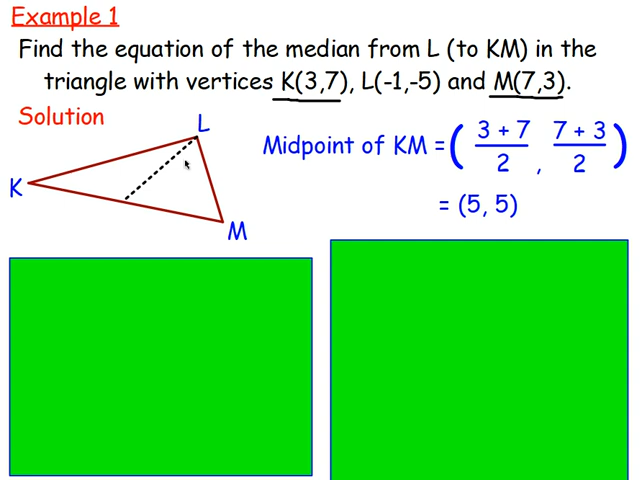 Example 1
Find the equation of the median from L (to KM) in the
triangle with vertices K(3,7), L(-1,-5) and M(7,3).
Solution
L
K
M
Midpoint of KM = ( 3 + 7 / 2 , 7 + 3 / 2 )
= (5, 5)